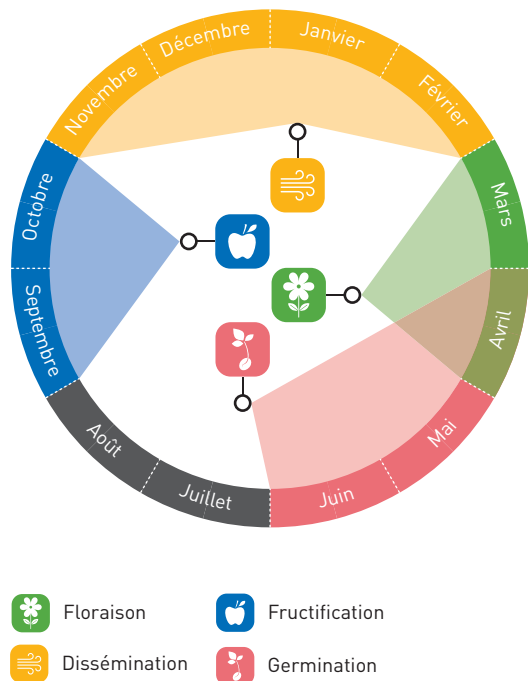 Janvier
Février
Mars
Avril
Mai
Juin
Juillet
Août
Septembre
Octobre
Novembre
Décembre
Floraison
Fructification
Dissémination
Germination